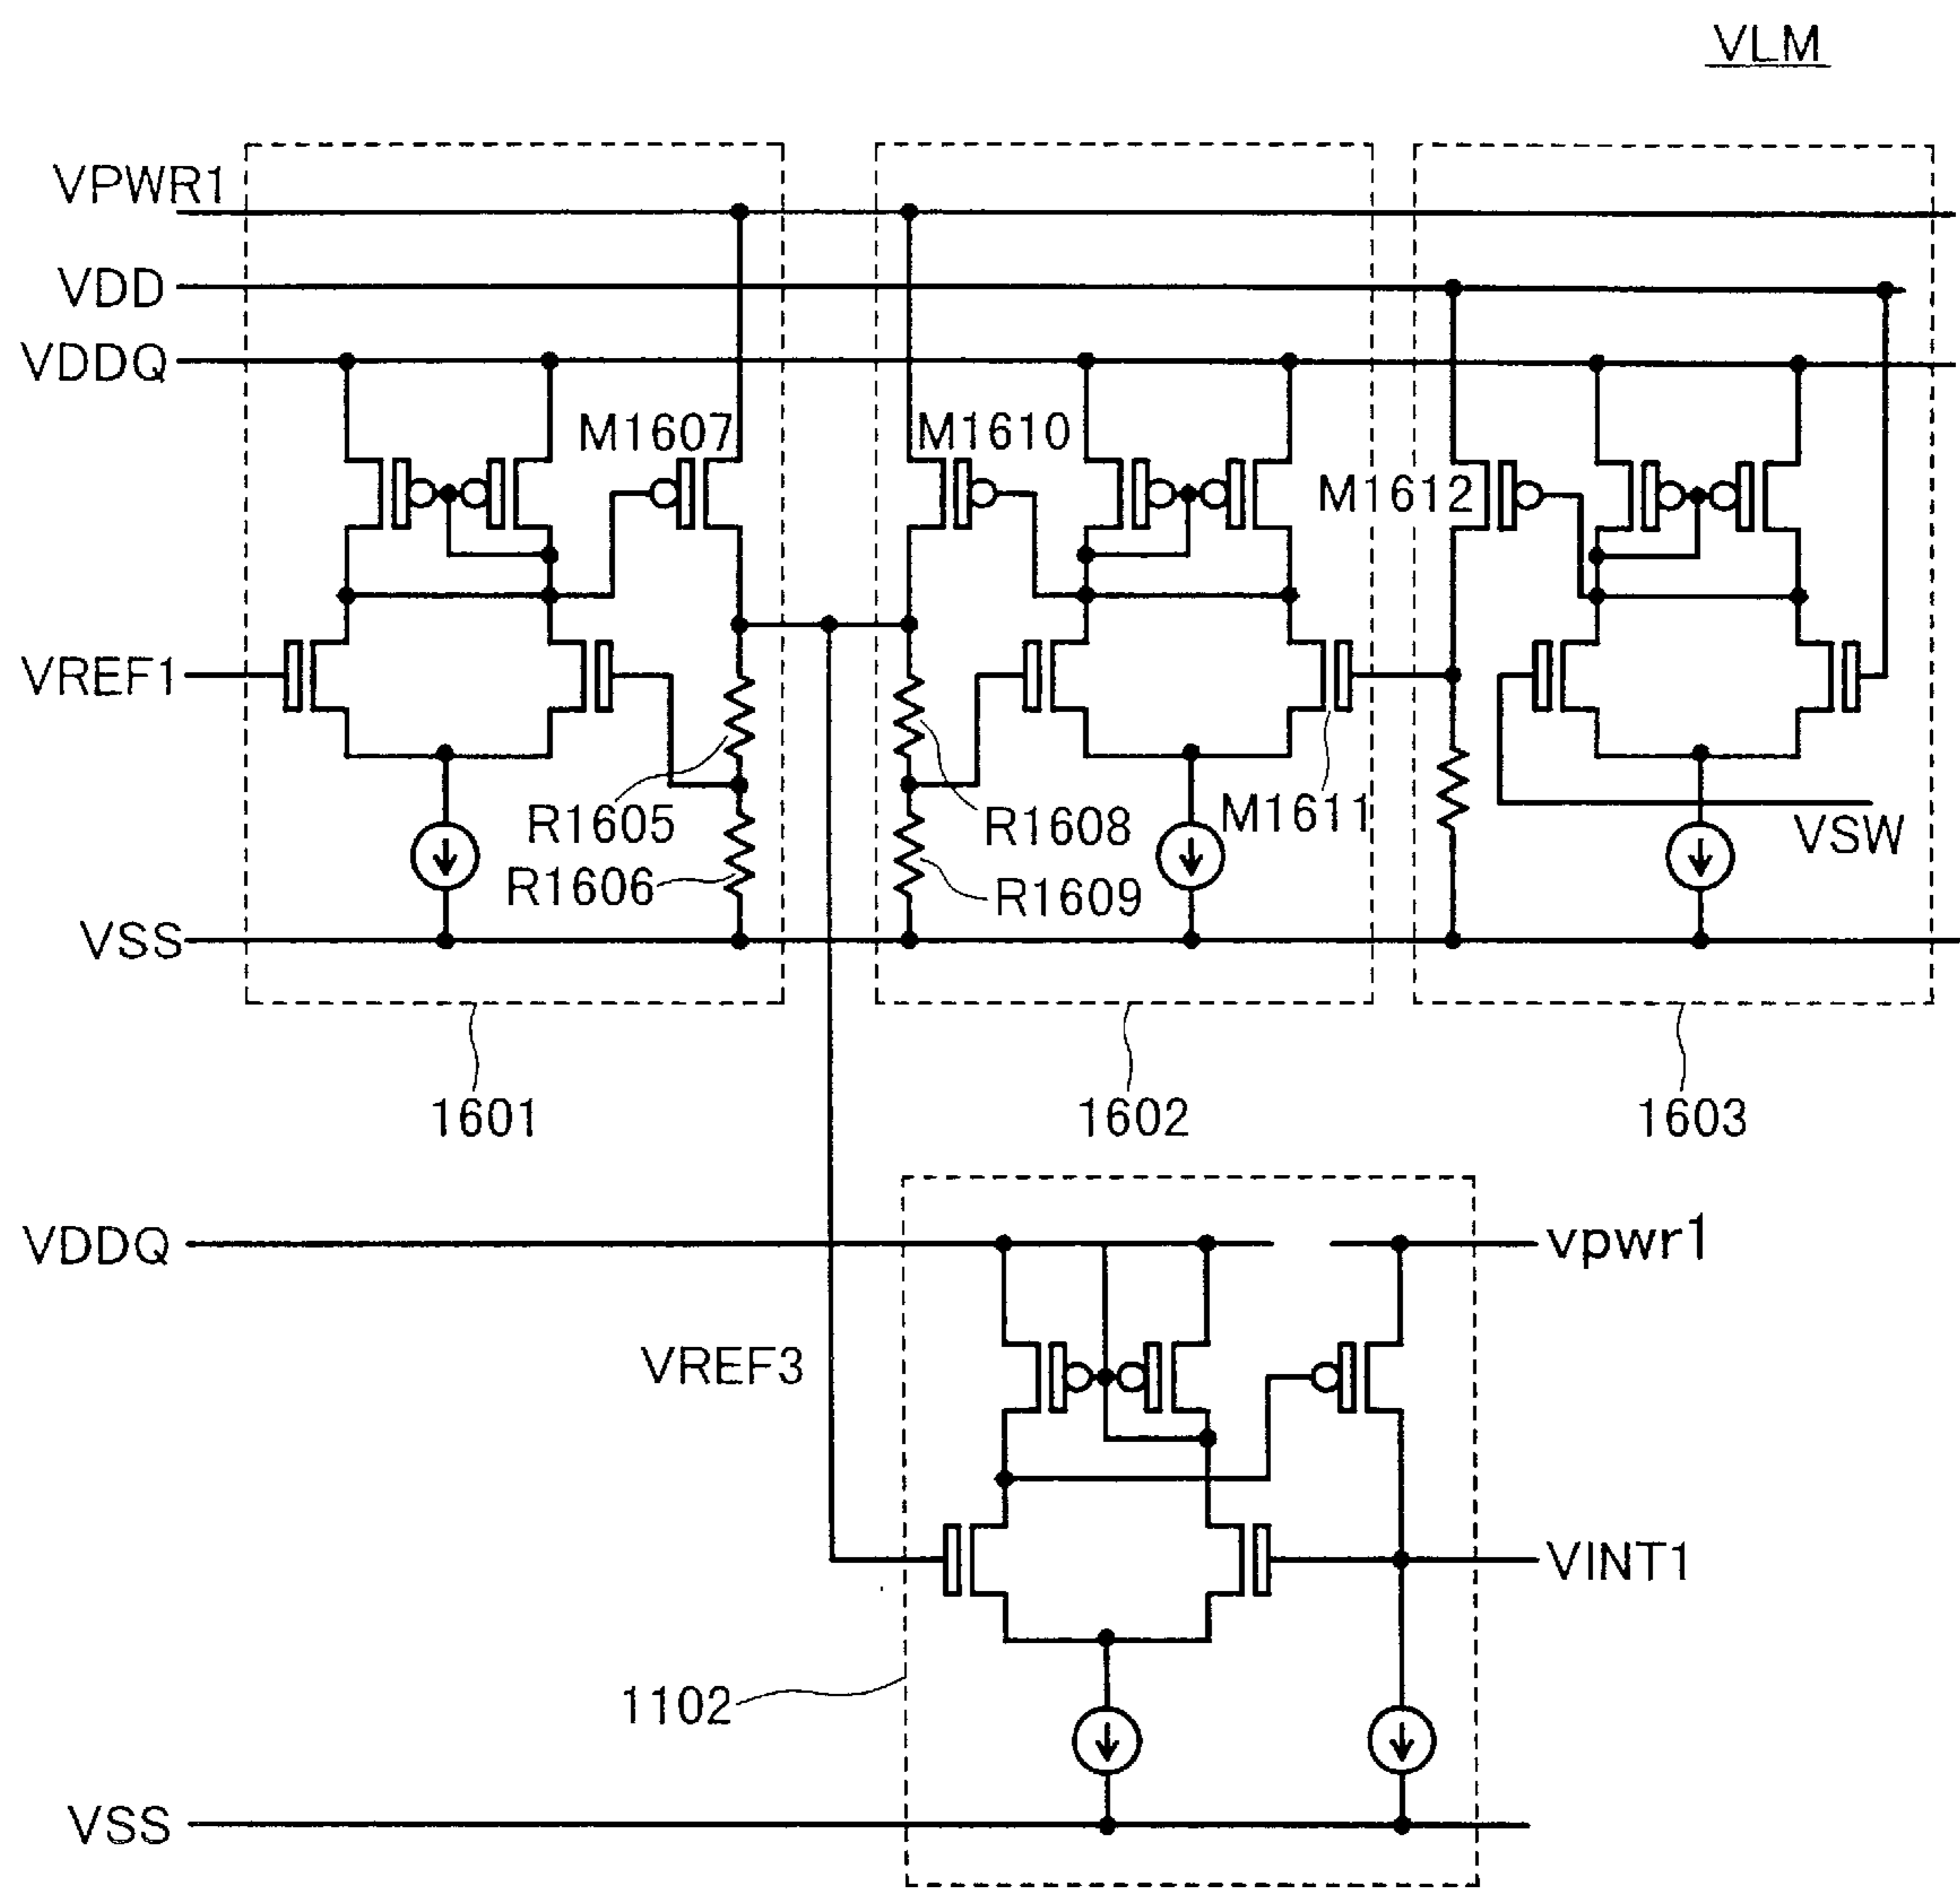 VLM
VPWR1
VDD
VDDQ
M1607
M1610
M1612
VREF1
R1605
R1608
M1611
VSW
R1606
R1609
VSS
1601
1602
1603
VDDQ
vpwr1
VREF3
VINT1
1102
VSS